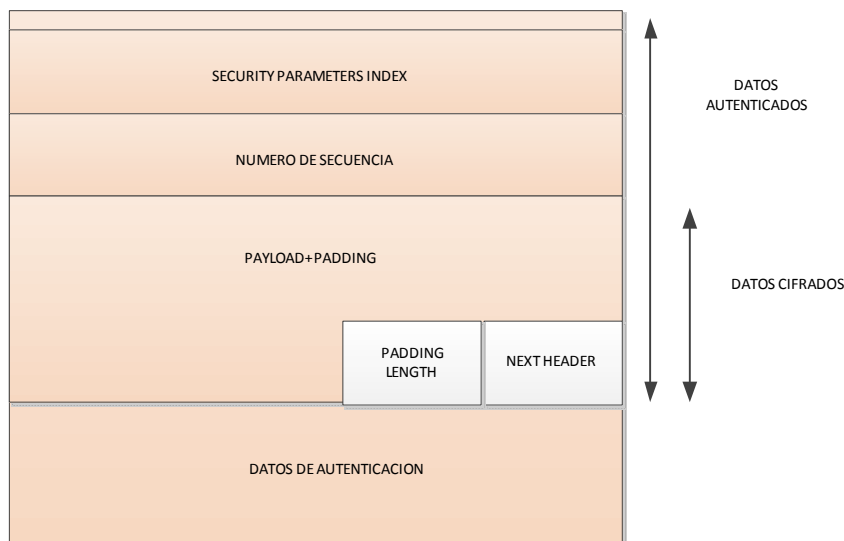 SECURITY PARAMETERS INDEX
DATOS
AUTENTICADOS
NUMERO DE SECUENCIA
PAYLOAD+PADDING
DATOS CIFRADOS
PADDING
LENGTH
NEXT HEADER
DATOS DE AUTENTICACION